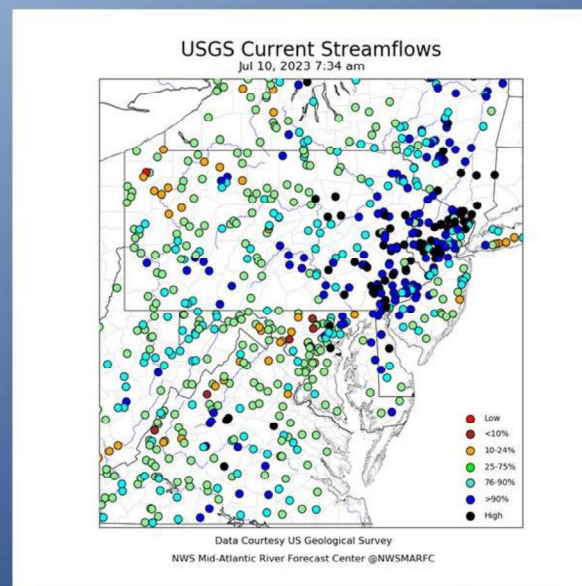 USGS Current Streamflows
Jul 10, 2023 7:34 am
Low
<10%
10-24%
25-75%
76-90%
>90%
High
Data Courtesy US Geological Survey
NWS Mid-Atlantic River Forecast Center @NWSMARFC